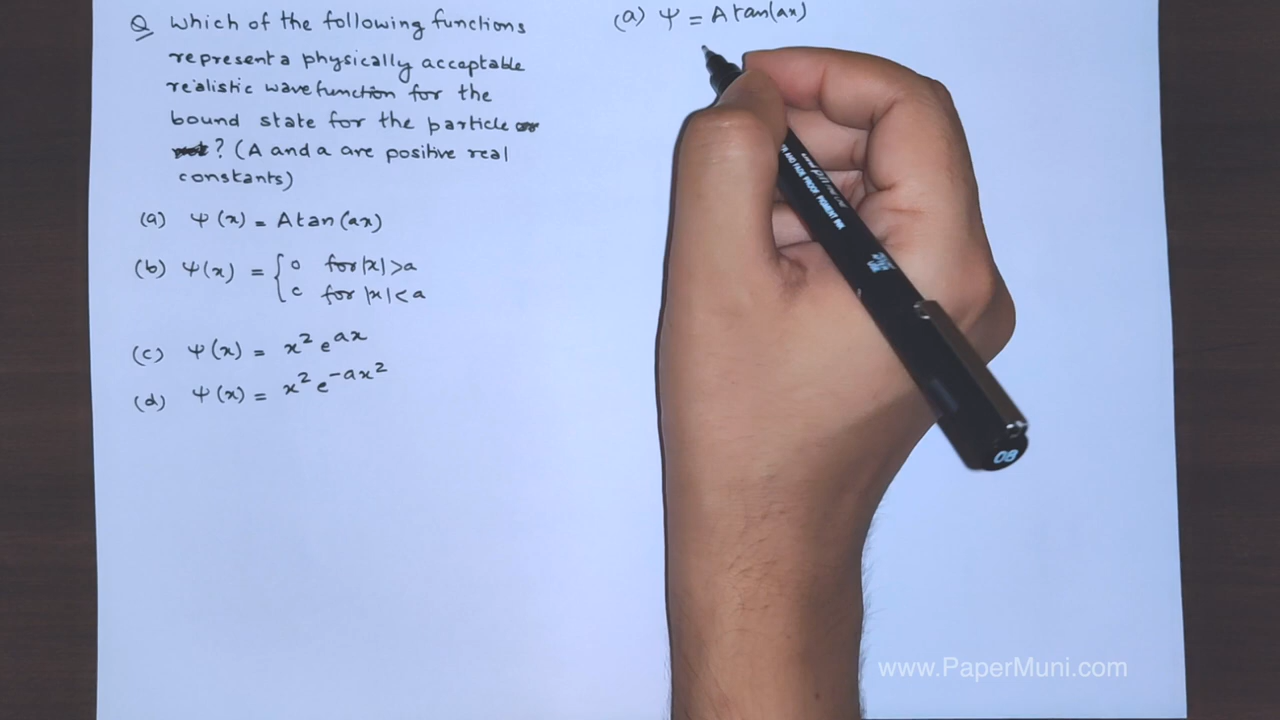 Q Which of the following functions
represent a physically acceptable
realistic wavefunction for the
bound state for the particle
? (A and a are positive real
constants)
(a) Ψ(x) = A tan(ax)
(b) Ψ(x) = { 0 for |x| > a
c for |x| < a
(c) Ψ(x) = x² e^ax
(d) Ψ(x) = x² e^-ax²
(a) Ψ = A tan(ax)
08
www.PaperMuni.com